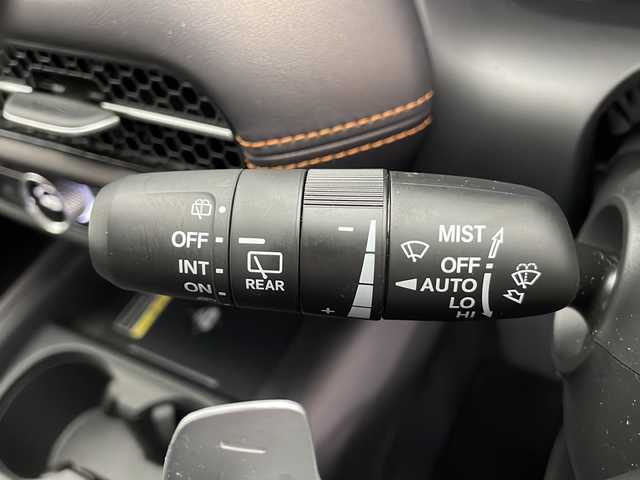 OFF
INT
ON
REAR
−
+
MIST
OFF
AUTO
LO
HI